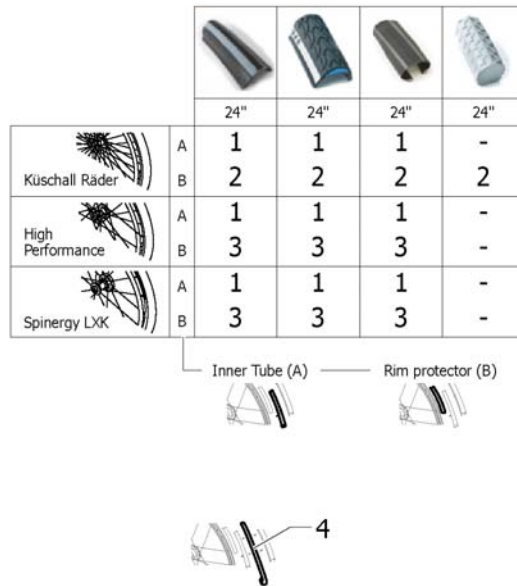 24" 24" 24" 24"
Küschall Räder A 1 1 1 -
B 2 2 2 2
High Performance A 1 1 1 -
B 3 3 3 -
Spinergy LXK A 1 1 1 -
B 3 3 3 -
Inner Tube (A) Rim protector (B)
4